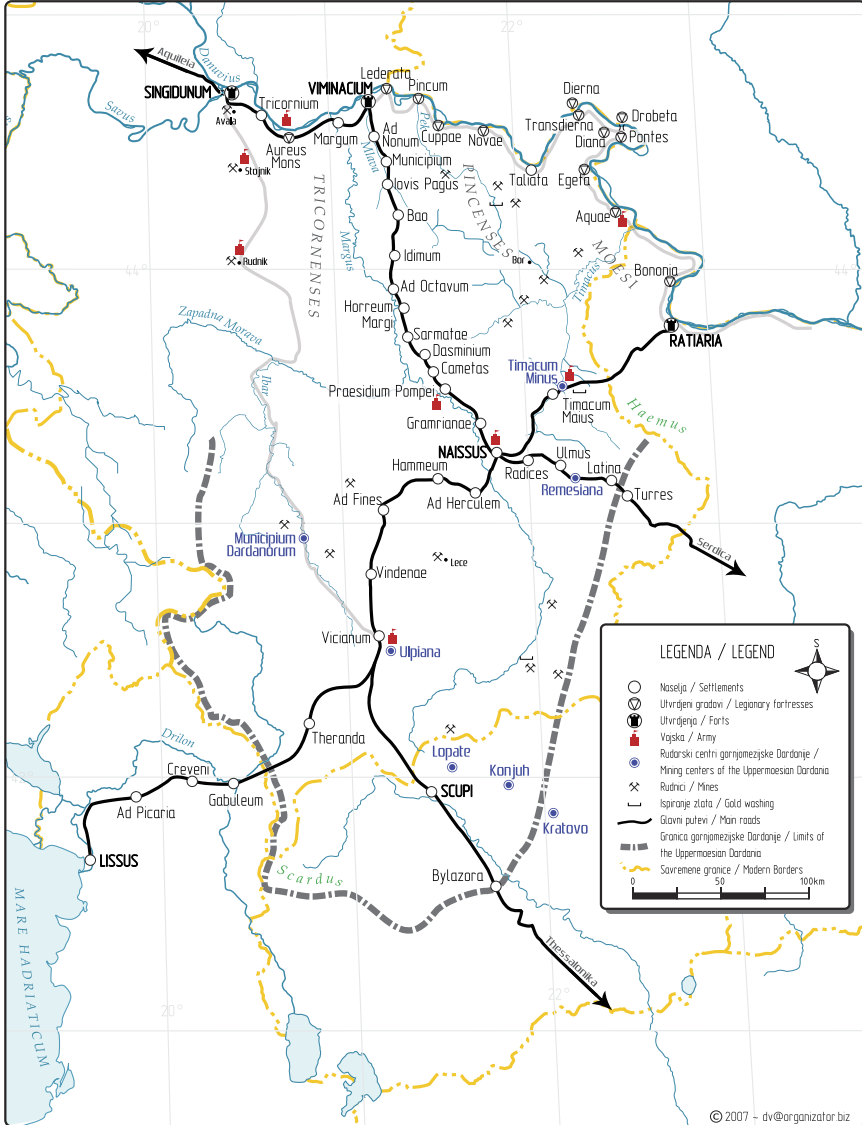 20°
22°
Aquileia
Danuvius
Lederata
Pincum
Dierna
SINGIDUNUM
VIMINACIUM
Savus
Tricornium
Avala
Transdierna
Drobeta
Diana
Pontes
Aureus
Mons
Margum
Ad
Nonum
Pek
Cuppae
Novae
Mlava
Municipium
Stojnik
Taliata
Egeta
Iovis Pagus
TRICORNENSES
PINCENSES
Bao
Aquae
Margus
MOESI
Rudnik
Idimum
Bor
44°
44°
Timacus
Bononia
Ad Octavum
Zapadna Morava
Horreum
Margi
Sarmatae
RATIARIA
Dasminium
Cametas
Timacum
Minus
Ibar
Praesidium Pompei
Timacum
Maius
Haemus
Gramrianae
NAISSUS
Ulmus
Hammeum
Radices
Latina
Ad Fines
Ad Herculem
Remesiana
Turres
Municipium
Dardanorum
Serdica
Lece
Vindenae
Vicianum
Ulpiana
Drilon
Theranda
Lopate
Creveni
Konjuh
Gabuleum
SCUPI
Ad Picaria
Kratovo
LISSUS
Scardus
Bylazora
MARE HADRIATICUM
Thessalonika
20°
22°
LEGENDA / LEGEND
S
Naselja / Settlements
Utvrdjeni gradovi / Legionary fortresses
Utvrdjenja / Forts
Vojska / Army
Rudarski centri gornjomezijske Dardanije /
Mining centers of the Uppermoesian Dardania
Rudnici / Mines
Ispiranje zlata / Gold washing
Glavni putevi / Main roads
Granica gornjomezijske Dardanije / Limits of
the Uppermoesian Dardania
Savremene granice / Modern Borders
0
50
100km
© 2007 ~ dv@organizator.biz